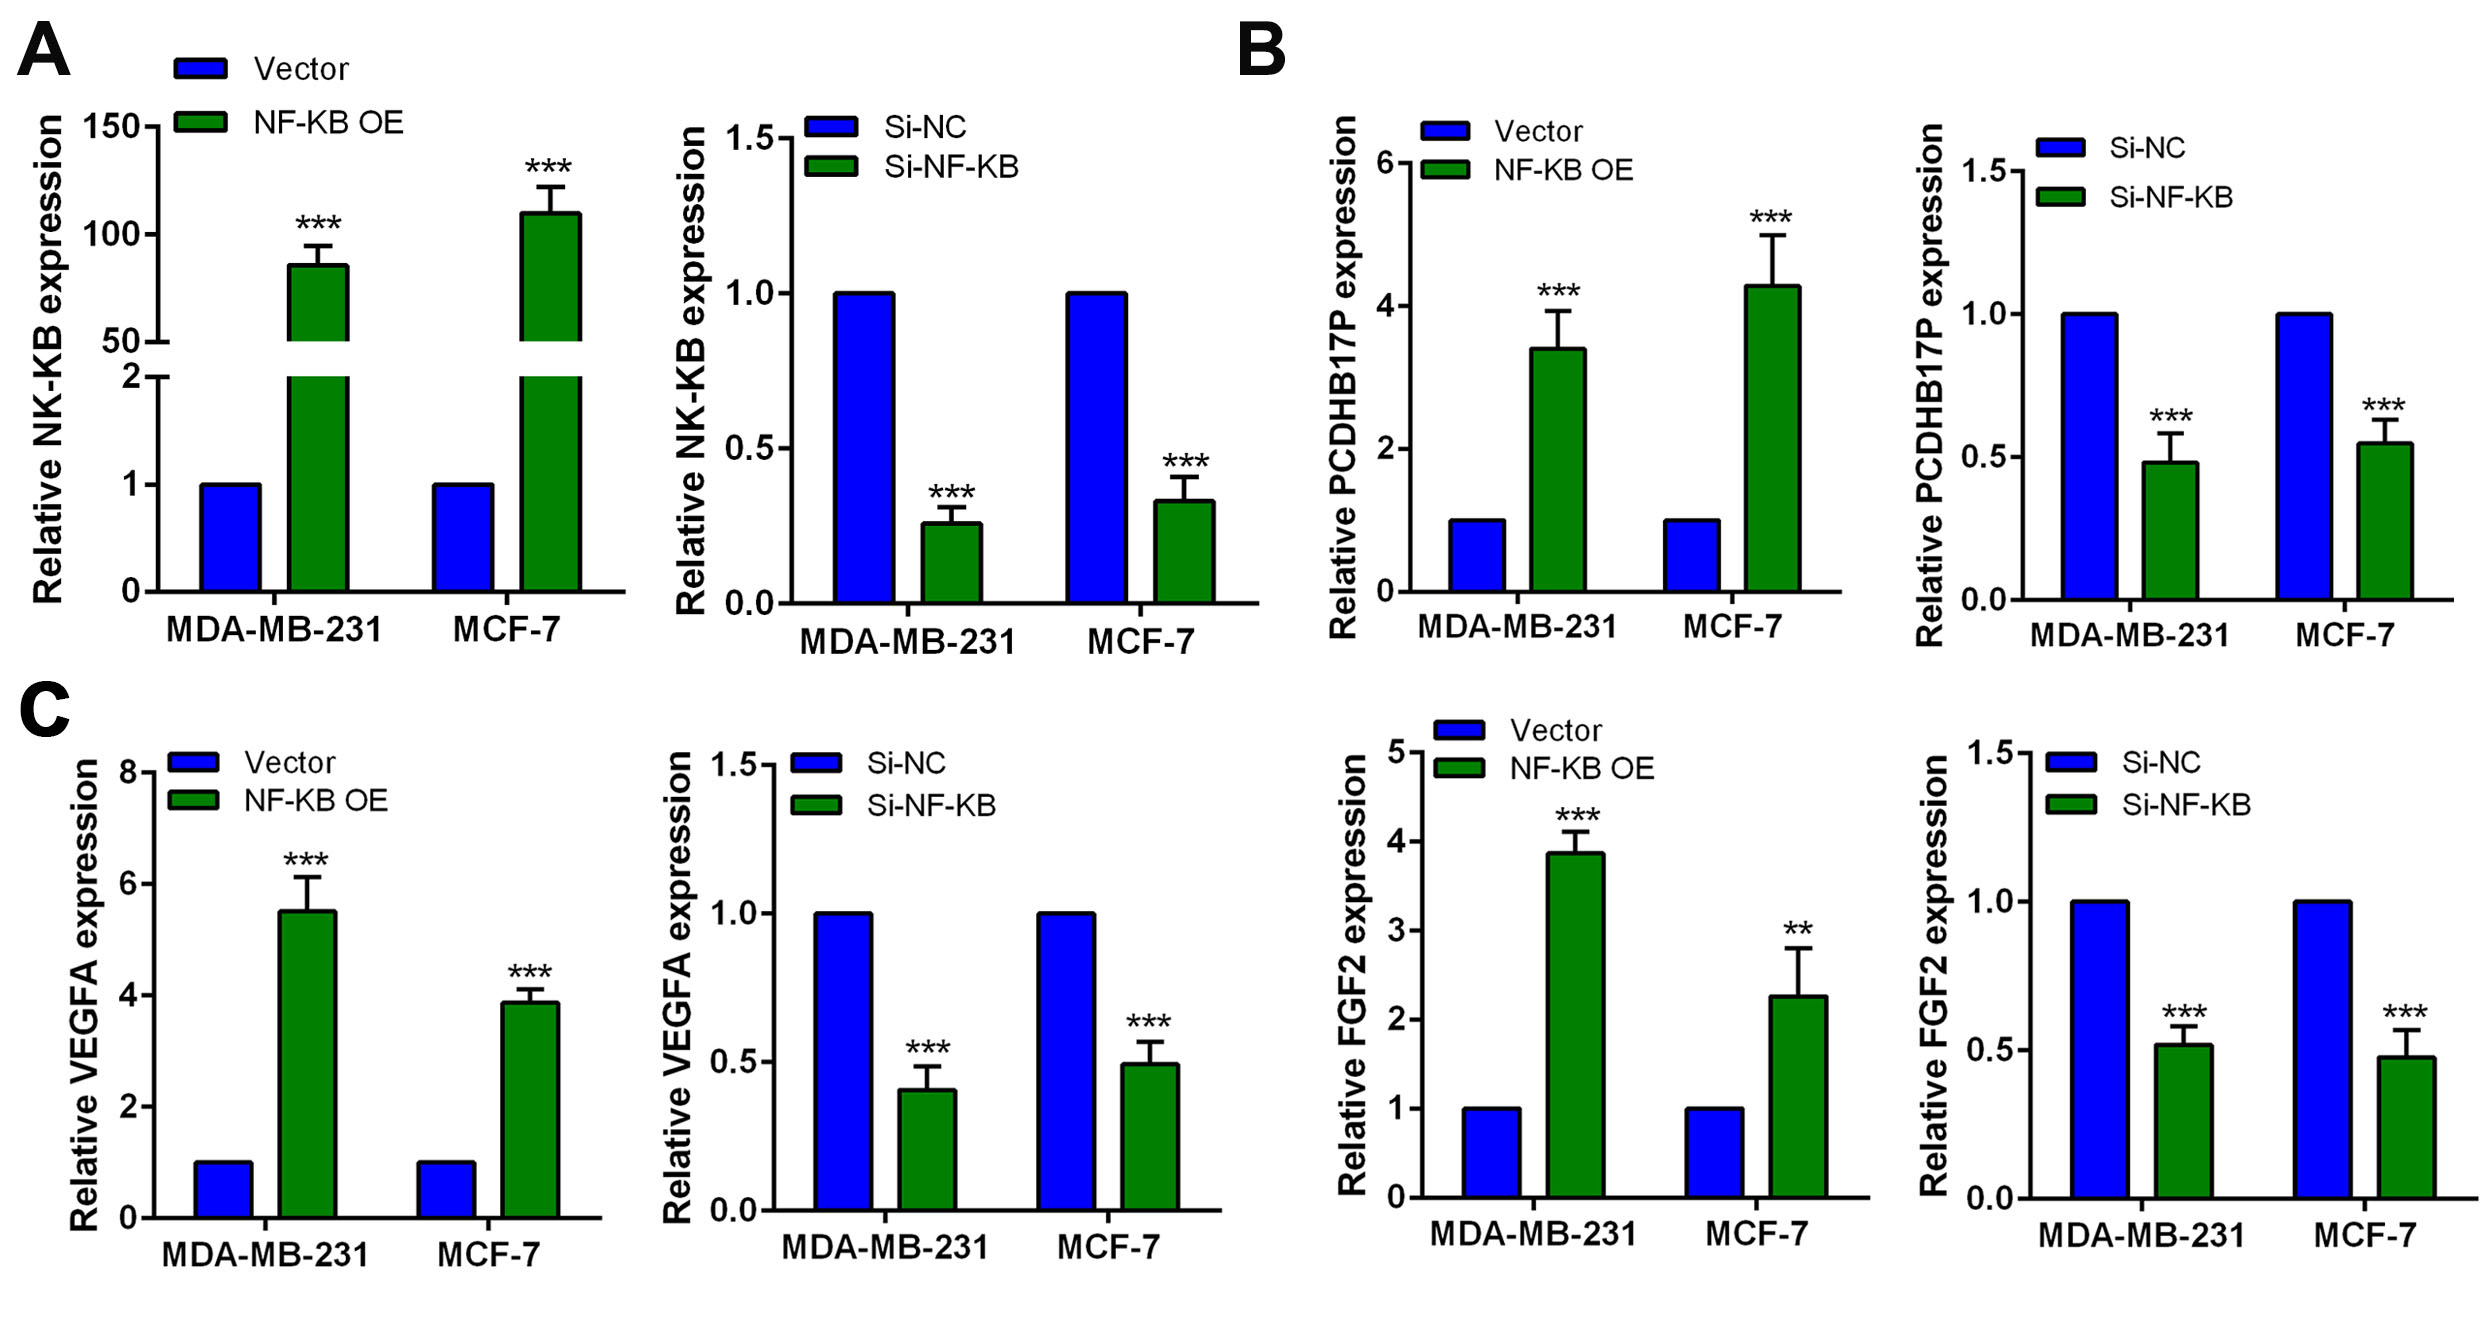 A
Vector
NF-KB OE
Relative NK-KB expression
150
100
50
2
1
0
***
***
MDA-MB-231
MCF-7
Si-NC
Si-NF-KB
Relative NK-KB expression
1.5
1.0
0.5
0.0
***
***
MDA-MB-231
MCF-7
B
Vector
NF-KB OE
Relative PCDHB17P expression
6
4
2
0
***
***
MDA-MB-231
MCF-7
Si-NC
Si-NF-KB
Relative PCDHB17P expression
1.5
1.0
0.5
0.0
***
***
MDA-MB-231
MCF-7
C
Vector
NF-KB OE
Relative VEGFA expression
8
6
4
2
0
***
***
MDA-MB-231
MCF-7
Si-NC
Si-NF-KB
Relative VEGFA expression
1.5
1.0
0.5
0.0
***
***
MDA-MB-231
MCF-7
Vector
NF-KB OE
Relative FGF2 expression
5
4
3
2
1
0
***
**
MDA-MB-231
MCF-7
Si-NC
Si-NF-KB
Relative FGF2 expression
1.5
1.0
0.5
0.0
***
***
MDA-MB-231
MCF-7